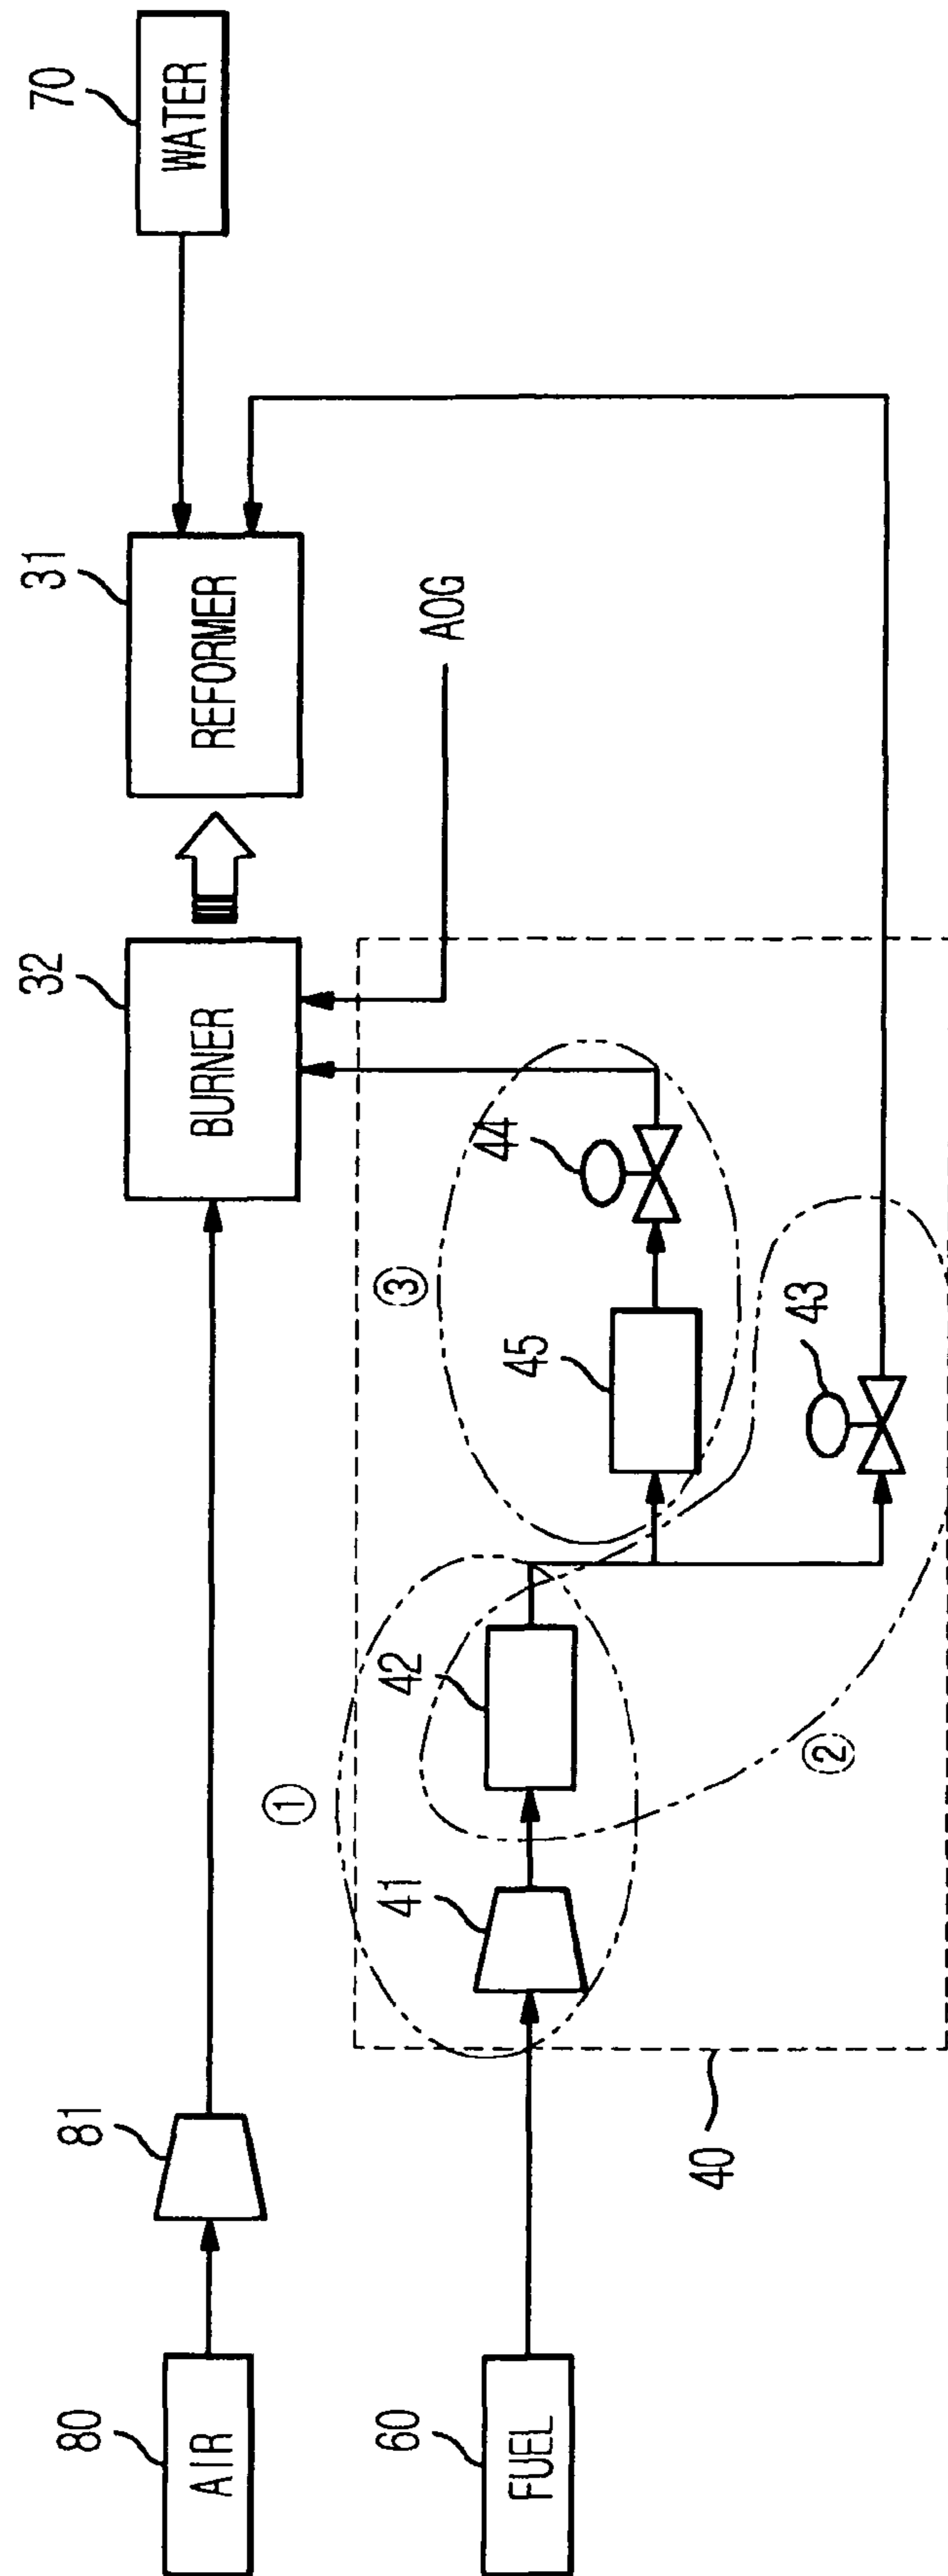 80
AIR
81
32
BURNER
31
REFORMER
70
WATER
AOG
①
②
③
41
42
45
44
43
60
FUEL
40